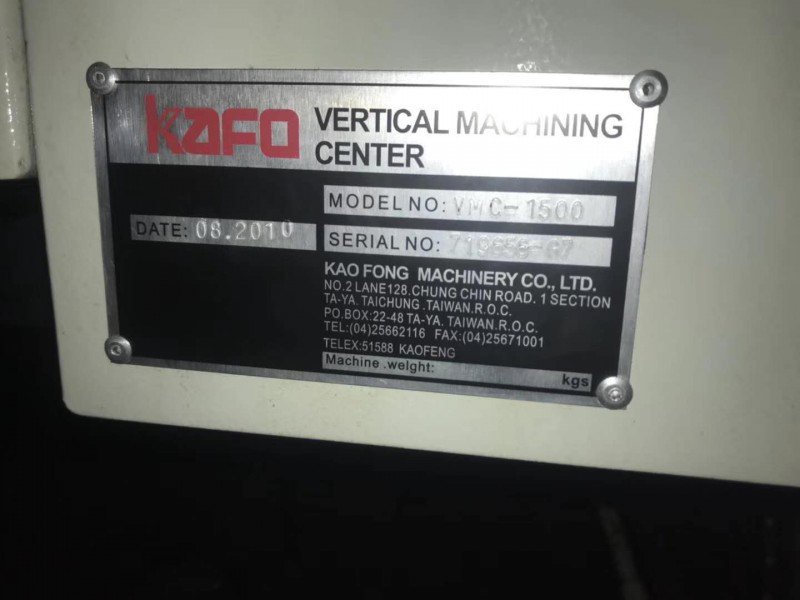 KAFO VERTICAL MACHINING
CENTER
MODEL NO: VMC-1500
DATE: 08.2010
SERIAL NO:
KAO FONG MACHINERY CO., LTD.
NO.2 LANE128.CHUNG CHIN ROAD. 1 SECTION
TA-YA. TAICHUNG .TAIWAN.R.O.C.
PO.BOX:22-48 TA-YA. TAIWAN.R.O.C.
TEL:(04)25662116 FAX:(04)25671001
TELEX:51588 KAOFENG
Machine .welght: kgs